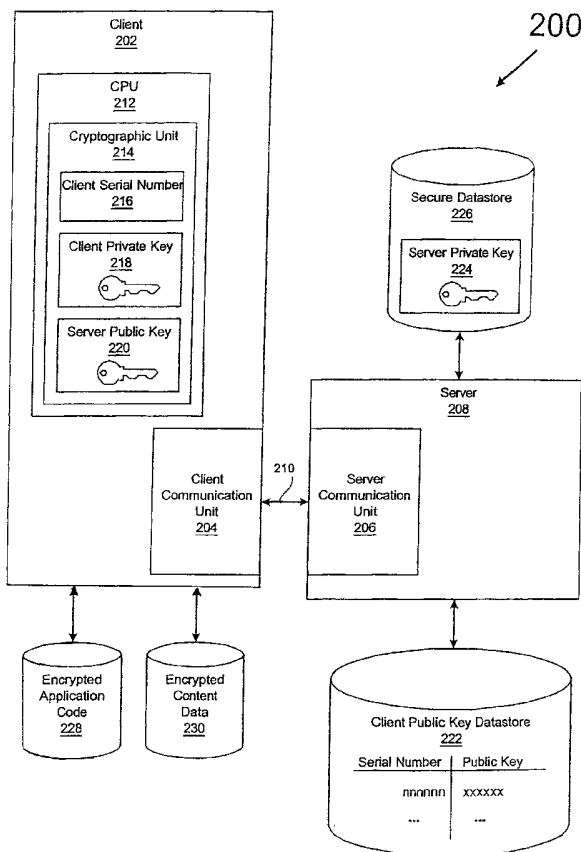 200
Client
202
CPU
212
Cryptographic Unit
214
Client Serial Number
216
Client Private Key
218
Server Public Key
220
Secure Datastore
226
Server Private Key
224
Server
208
Client
Communication
Unit
204
210
Server
Communication
Unit
206
Encrypted
Application
Code
228
Encrypted
Content
Data
230
Client Public Key Datastore
222
Serial Number Public Key
nnnnnn xxxxxx
... ...